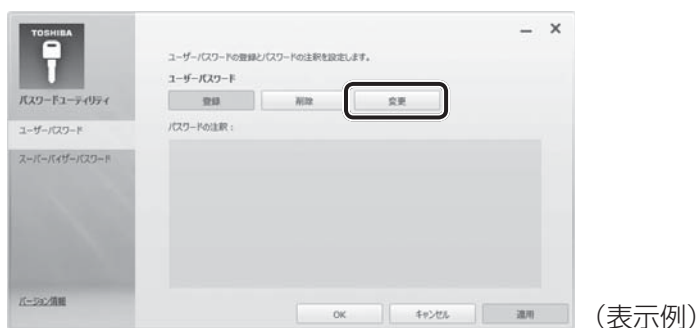 TOSHIBA
パスワードユーティリティ
ユーザーパスワード
スーパーバイザーパスワード
バージョン情報
ユーザーパスワードの登録とパスワードの注釈を設定します。
ユーザーパスワード
登録
削除
変更
パスワードの注釈：
OK
キャンセル
適用
（表示例）